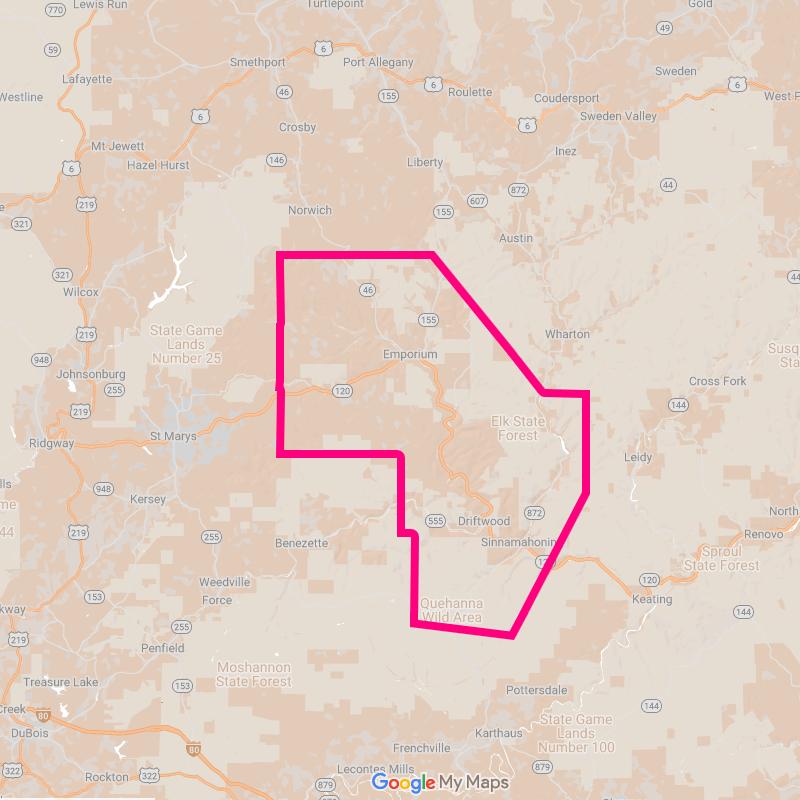 770
Lewis Run
Turtlepoint
Gold
49
59
6
Smethport
Port Allegany
Sweden
Lafayette
6
6
Westline
46
155
Roulette
Coudersport
West
6
Sweden Valley
6
Crosby
Mt Jewett
Inez
146
Hazel Hurst
Liberty
6
44
872
219
607
Norwich
155
321
Austin
321
44
46
Wilcox
155
State Game
Lands
Number 25
219
Wharton
Emporium
948
Johnsonburg
255
120
Cross Fork
219
144
Elk State
Forest
St Marys
Ridgway
Leidy
948
Kersey
872
North
555
Driftwood
219
44
255
Benezette
Sinnamahoning
Renovo
Sproul
State Forest
Weedville
120
153
Force
Keating
Quehanna
Wild Area
144
219
Penfield
Moshannon
State Forest
Treasure Lake
153
Pottersdale
144
Creek
80
State Game
Lands
Number 100
DuBois
Karthaus
80
Frenchville
322
Rockton
322
Lecontes Mills
879
879
Google My Maps